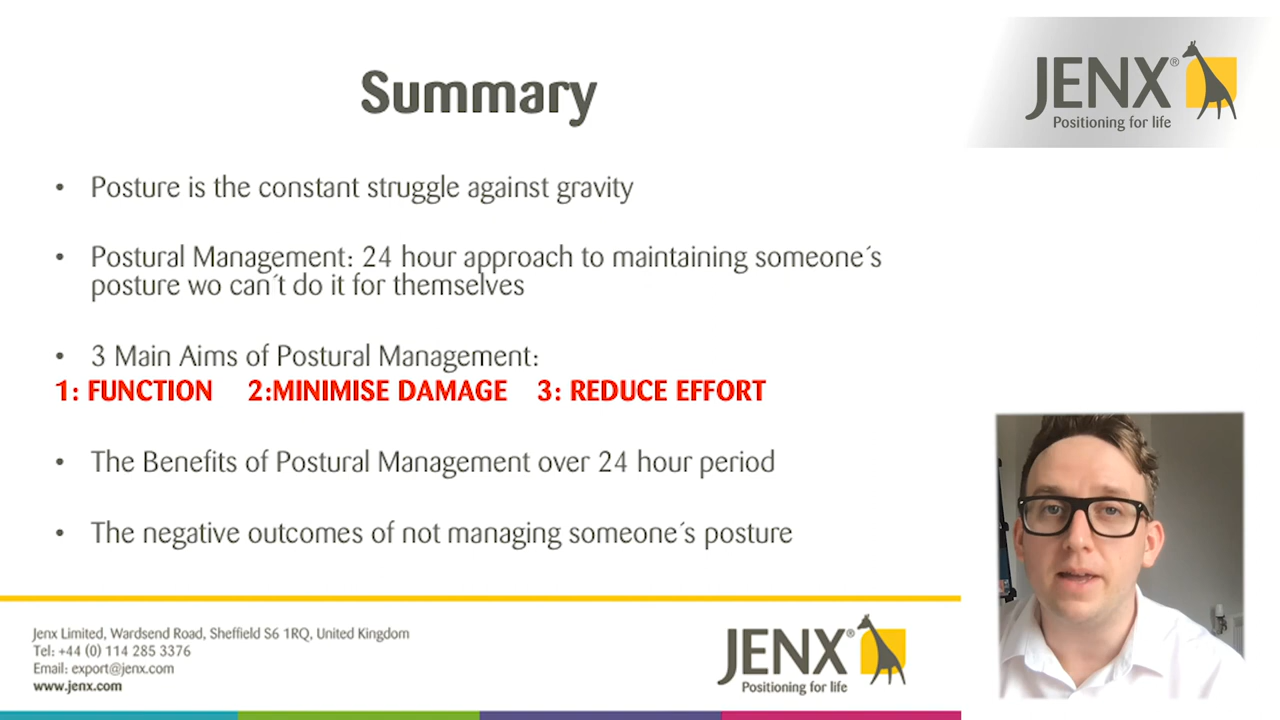 Summary
JENX®
Positioning for life
• Posture is the constant struggle against gravity
• Postural Management: 24 hour approach to maintaining someone´s
posture wo can´t do it for themselves
• 3 Main Aims of Postural Management:
1: FUNCTION 2:MINIMISE DAMAGE 3: REDUCE EFFORT
• The Benefits of Postural Management over 24 hour period
• The negative outcomes of not managing someone´s posture
Jenx Limited, Wardsend Road, Sheffield S6 1RQ, United Kingdom
Tel: +44 (0) 114 285 3376
Email: export@jenx.com
www.jenx.com
JENX®
Positioning for life